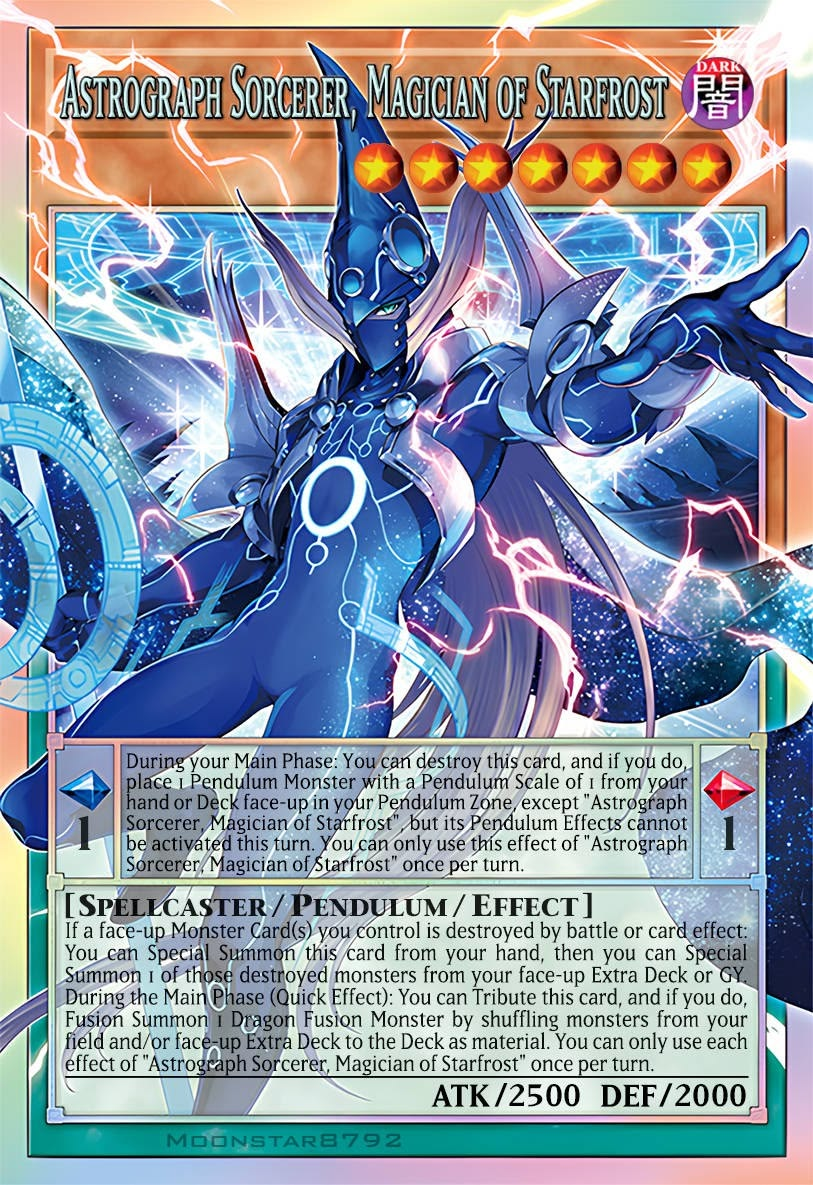 Astrograph Sorcerer, Magician of Starfrost
DARK
闇
During your Main Phase: You can destroy this card, and if you do,
place 1 Pendulum Monster with a Pendulum Scale of 1 from your
hand or Deck face-up in your Pendulum Zone, except "Astrograph
Sorcerer, Magician of Starfrost", but its Pendulum Effects cannot
be activated this turn. You can only use this effect of "Astrograph
Sorcerer, Magician of Starfrost" once per turn.
1
1
[Spellcaster / Pendulum / Effect]
If a face-up Monster Card(s) you control is destroyed by battle or card effect:
You can Special Summon this card from your hand, then you can Special
Summon 1 of those destroyed monsters from your face-up Extra Deck or GY.
During the Main Phase (Quick Effect): You can Tribute this card, and if you do,
Fusion Summon 1 Dragon Fusion Monster by shuffling monsters from your
field and/or face-up Extra Deck to the Deck as material. You can only use each
effect of "Astrograph Sorcerer, Magician of Starfrost" once per turn.
ATK/2500 DEF/2000
Moonstar8792